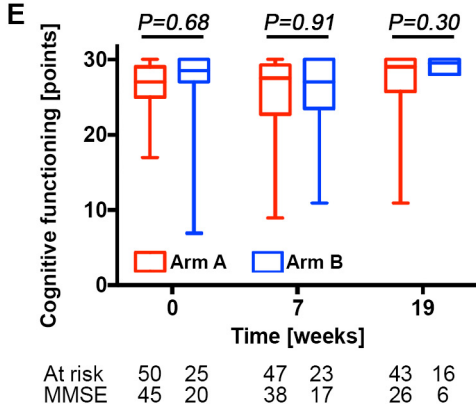 E
P=0.68 P=0.91 P=0.30
Cognitive functioning [points]
30
20
10
0
Arm A Arm B
0 7 19
Time [weeks]
At risk 50 25 47 23 43 16
MMSE 45 20 38 17 26 6